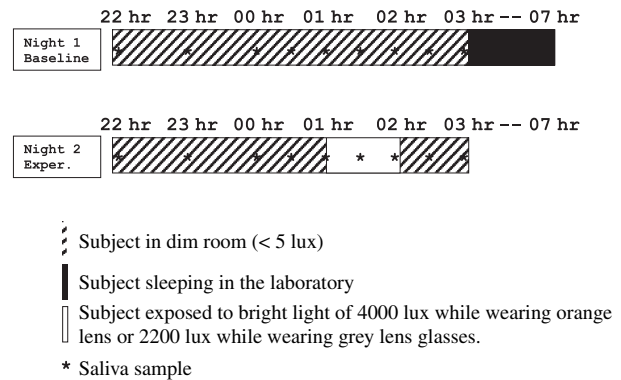 22 hr 23 hr 00 hr 01 hr 02 hr 03 hr -- 07 hr
Night 1
Baseline
22 hr 23 hr 00 hr 01 hr 02 hr 03 hr -- 07 hr
Night 2
Exper.
Subject in dim room (< 5 lux)
Subject sleeping in the laboratory
Subject exposed to bright light of 4000 lux while wearing orange
lens or 2200 lux while wearing grey lens glasses.
* Saliva sample